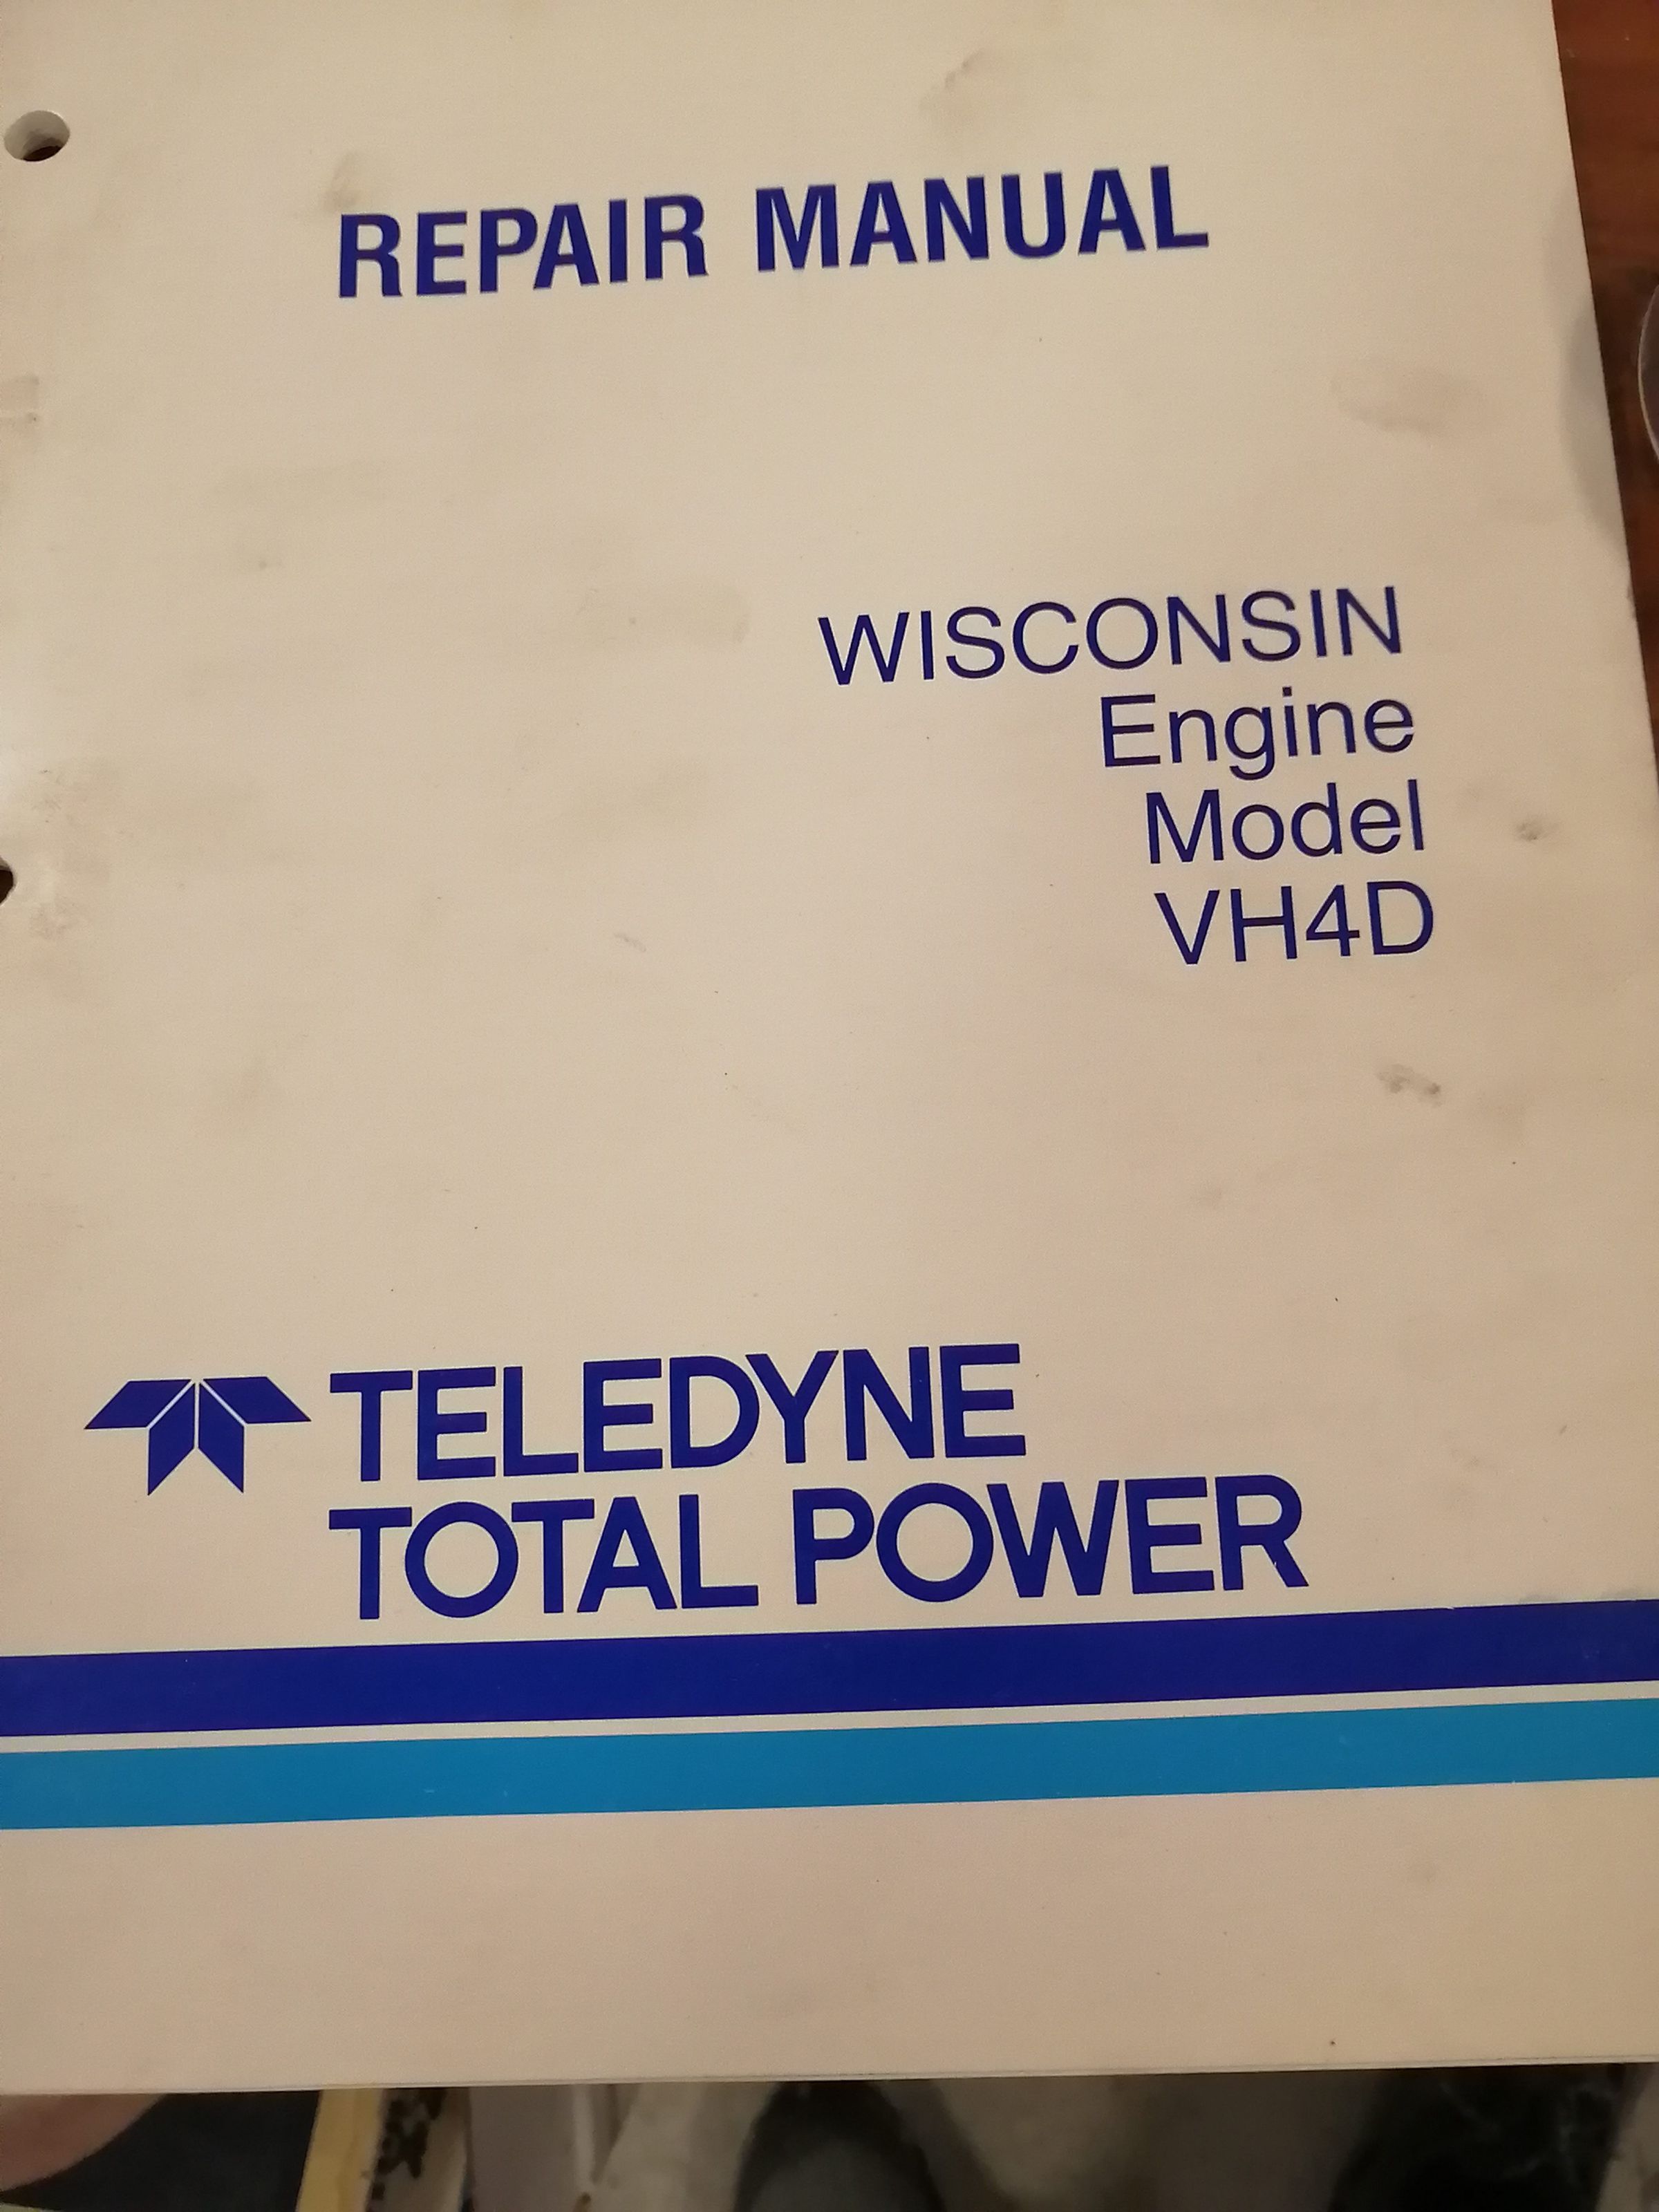 REPAIR MANUAL
WISCONSIN
Engine
Model
VH4D
TELEDYNE
TOTAL POWER